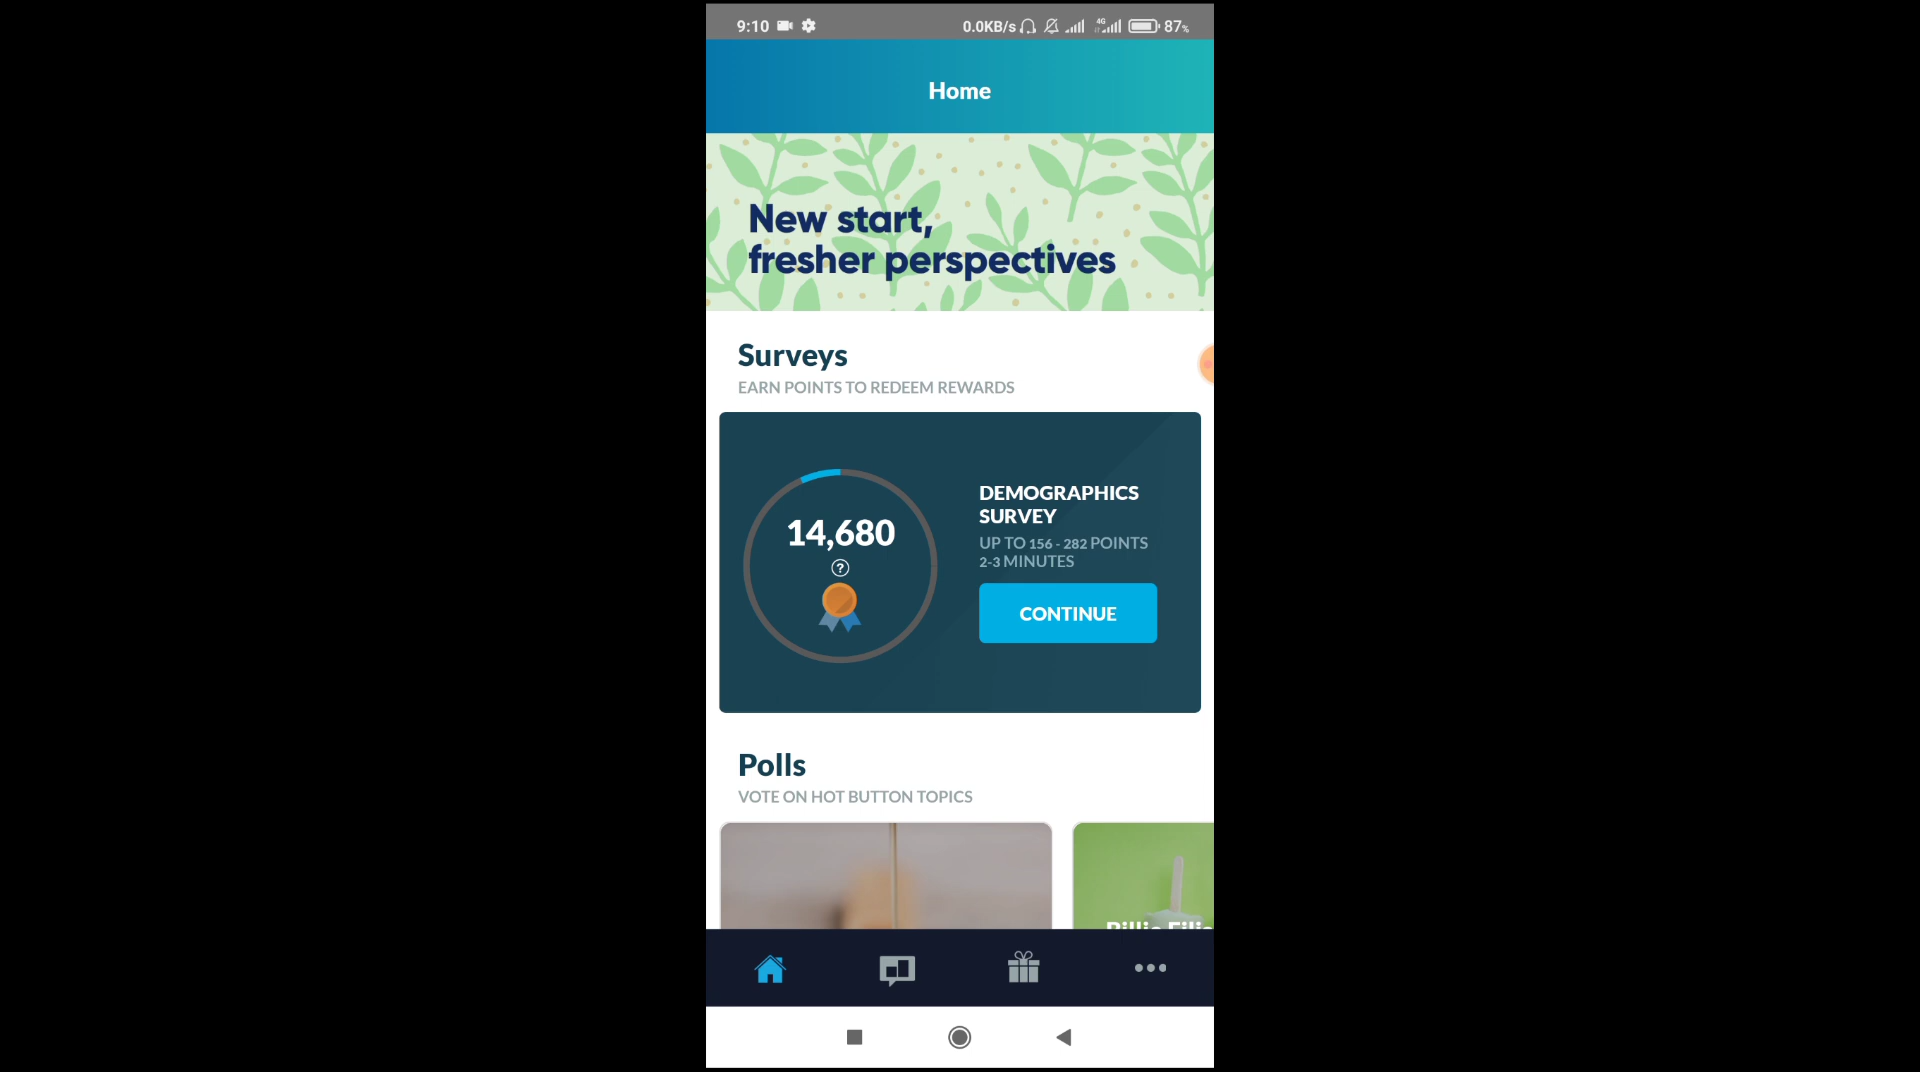 9:10 0.0KB/s 4G 87%
Home
New start,
fresher perspectives
Surveys
EARN POINTS TO REDEEM REWARDS
14,680
?
DEMOGRAPHICS
SURVEY
UP TO 156 - 282 POINTS
2-3 MINUTES
CONTINUE
Polls
VOTE ON HOT BUTTON TOPICS